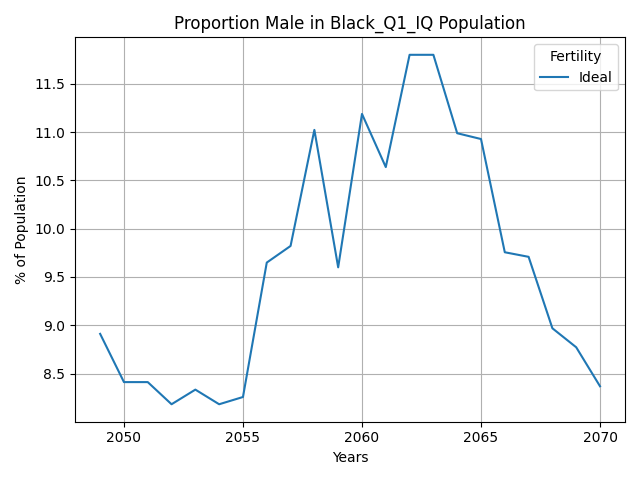 Proportion Male in Black_Q1_IQ Population
Fertility
Ideal
% of Population
11.5
11.0
10.5
10.0
9.5
9.0
8.5
2050
2055
2060
2065
2070
Years